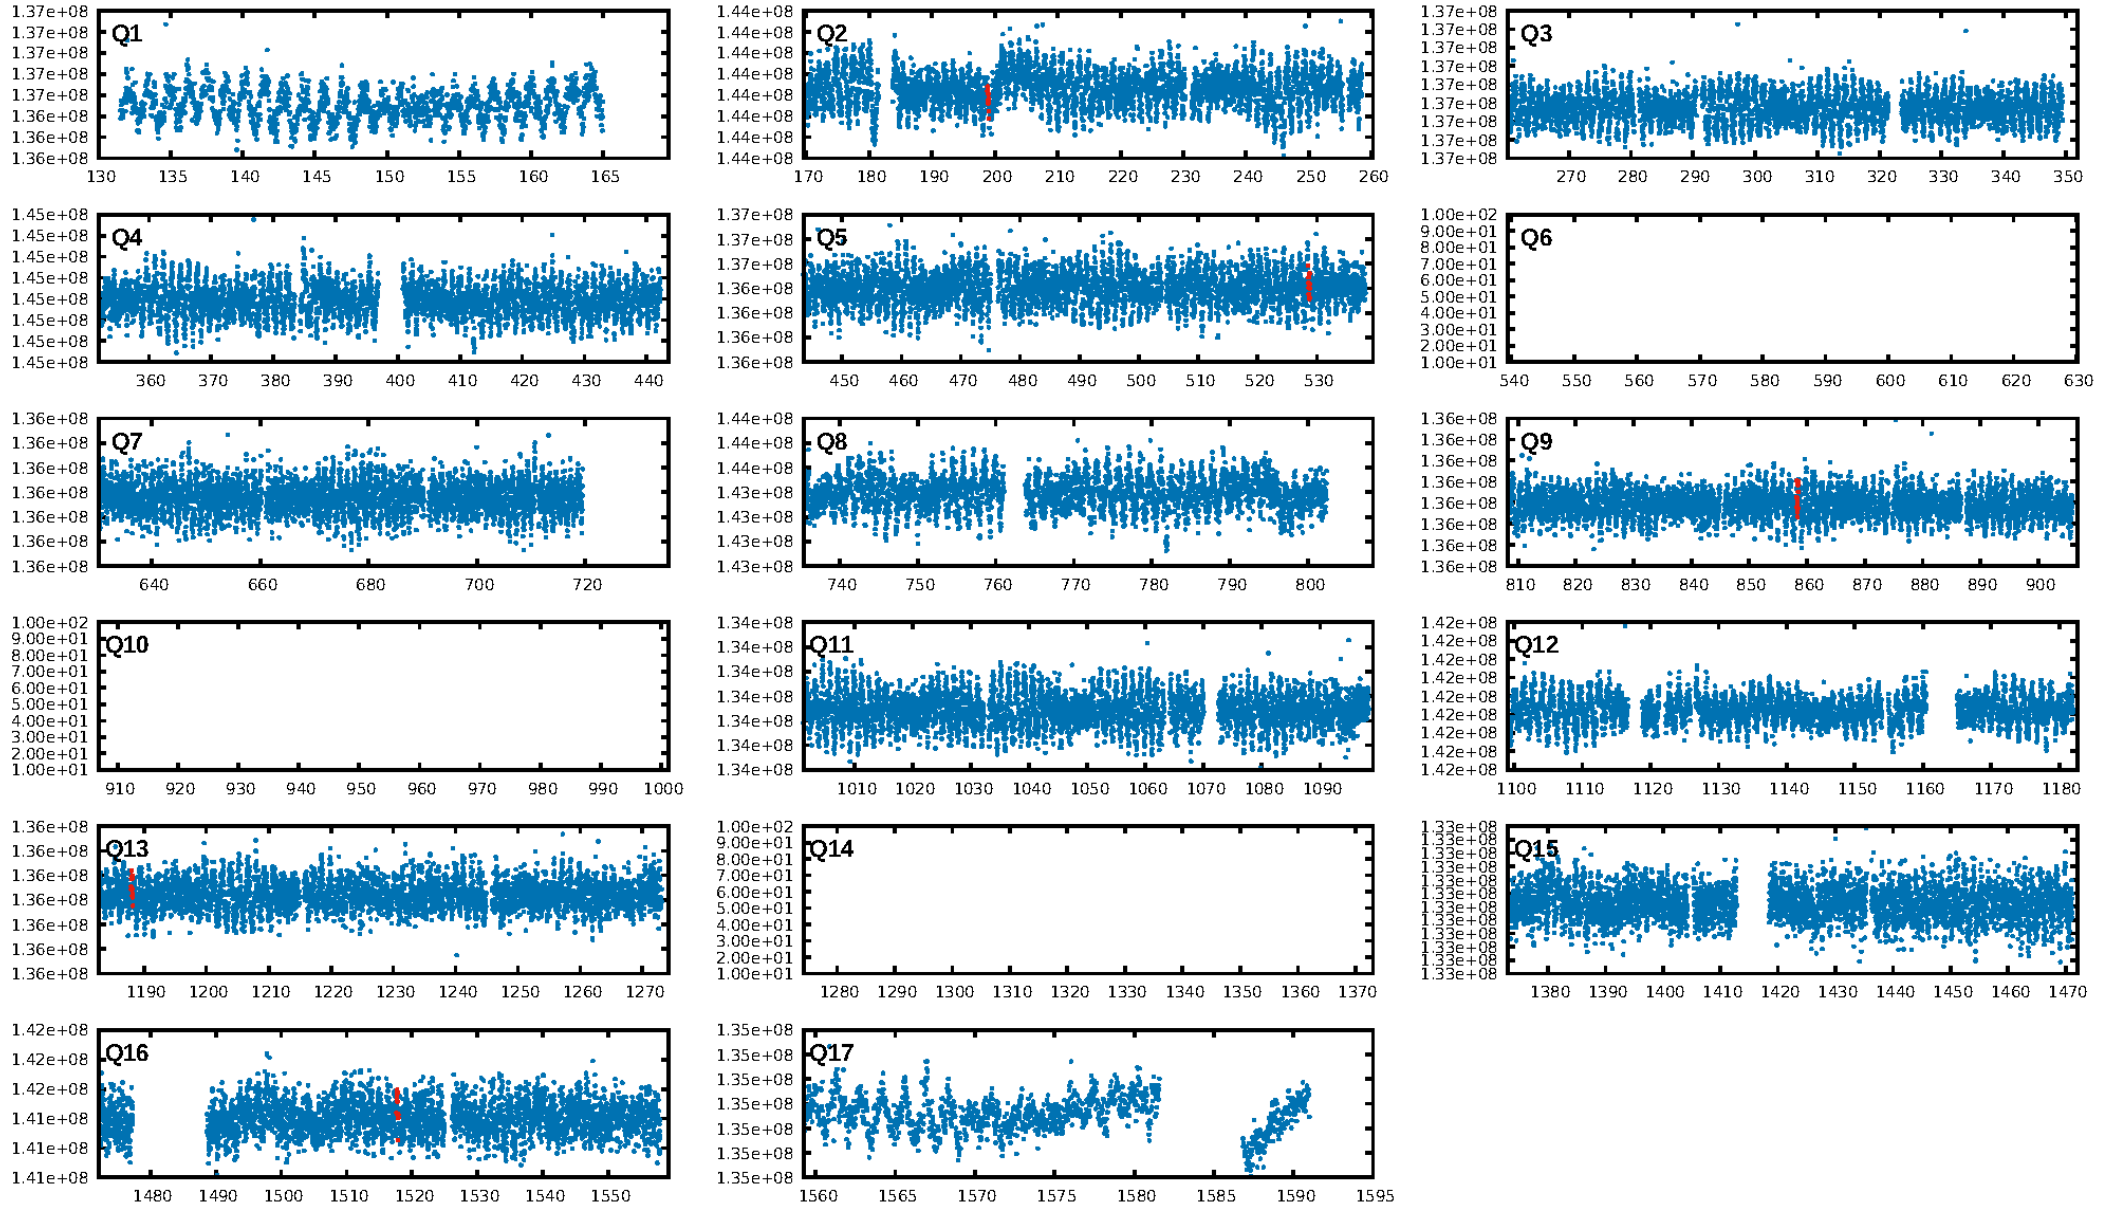 1.37e+08
1.37e+08
1.37e+08
1.37e+08
1.37e+08
1.36e+08
1.36e+08
1.36e+08
Q1
130 135 140 145 150 155 160 165
1.44e+08
1.44e+08
1.44e+08
1.44e+08
1.44e+08
1.44e+08
1.44e+08
1.44e+08
Q2
170 180 190 200 210 220 230 240 250 260
1.37e+08
1.37e+08
1.37e+08
1.37e+08
1.37e+08
1.37e+08
1.37e+08
1.37e+08
1.37e+08
Q3
270 280 290 300 310 320 330 340 350
1.45e+08
1.45e+08
1.45e+08
1.45e+08
1.45e+08
1.45e+08
1.45e+08
1.45e+08
Q4
360 370 380 390 400 410 420 430 440
1.37e+08
1.37e+08
1.37e+08
1.36e+08
1.36e+08
1.36e+08
1.36e+08
Q5
450 460 470 480 490 500 510 520 530
1.00e+02
9.00e+01
8.00e+01
7.00e+01
6.00e+01
5.00e+01
4.00e+01
3.00e+01
2.00e+01
1.00e+01
Q6
540 550 560 570 580 590 600 610 620 630
1.36e+08
1.36e+08
1.36e+08
1.36e+08
1.36e+08
1.36e+08
1.36e+08
Q7
640 660 680 700 720
1.44e+08
1.44e+08
1.44e+08
1.43e+08
1.43e+08
1.43e+08
1.43e+08
Q8
740 750 760 770 780 790 800
1.36e+08
1.36e+08
1.36e+08
1.36e+08
1.36e+08
1.36e+08
1.36e+08
1.36e+08
Q9
810 820 830 840 850 860 870 880 890 900
1.00e+02
9.00e+01
8.00e+01
7.00e+01
6.00e+01
5.00e+01
4.00e+01
3.00e+01
2.00e+01
1.00e+01
Q10
910 920 930 940 950 960 970 980 990 1000
1.34e+08
1.34e+08
1.34e+08
1.34e+08
1.34e+08
1.34e+08
1.34e+08
Q11
1010 1020 1030 1040 1050 1060 1070 1080 1090
1.42e+08
1.42e+08
1.42e+08
1.42e+08
1.42e+08
1.42e+08
1.42e+08
1.42e+08
1.42e+08
Q12
1100 1110 1120 1130 1140 1150 1160 1170 1180
1.36e+08
1.36e+08
1.36e+08
1.36e+08
1.36e+08
1.36e+08
1.36e+08
Q13
1190 1200 1210 1220 1230 1240 1250 1260 1270
1.00e+02
9.00e+01
8.00e+01
7.00e+01
6.00e+01
5.00e+01
4.00e+01
3.00e+01
2.00e+01
1.00e+01
Q14
1280 1290 1300 1310 1320 1330 1340 1350 1360 1370
1.33e+08
1.33e+08
1.33e+08
1.33e+08
1.33e+08
1.33e+08
1.33e+08
1.33e+08
1.33e+08
1.33e+08
1.33e+08
1.33e+08
Q15
1380 1390 1400 1410 1420 1430 1440 1450 1460 1470
1.42e+08
1.42e+08
1.42e+08
1.41e+08
1.41e+08
1.41e+08
Q16
1480 1490 1500 1510 1520 1530 1540 1550
1.35e+08
1.35e+08
1.35e+08
1.35e+08
1.35e+08
1.35e+08
1.35e+08
Q17
1560 1565 1570 1575 1580 1585 1590 1595